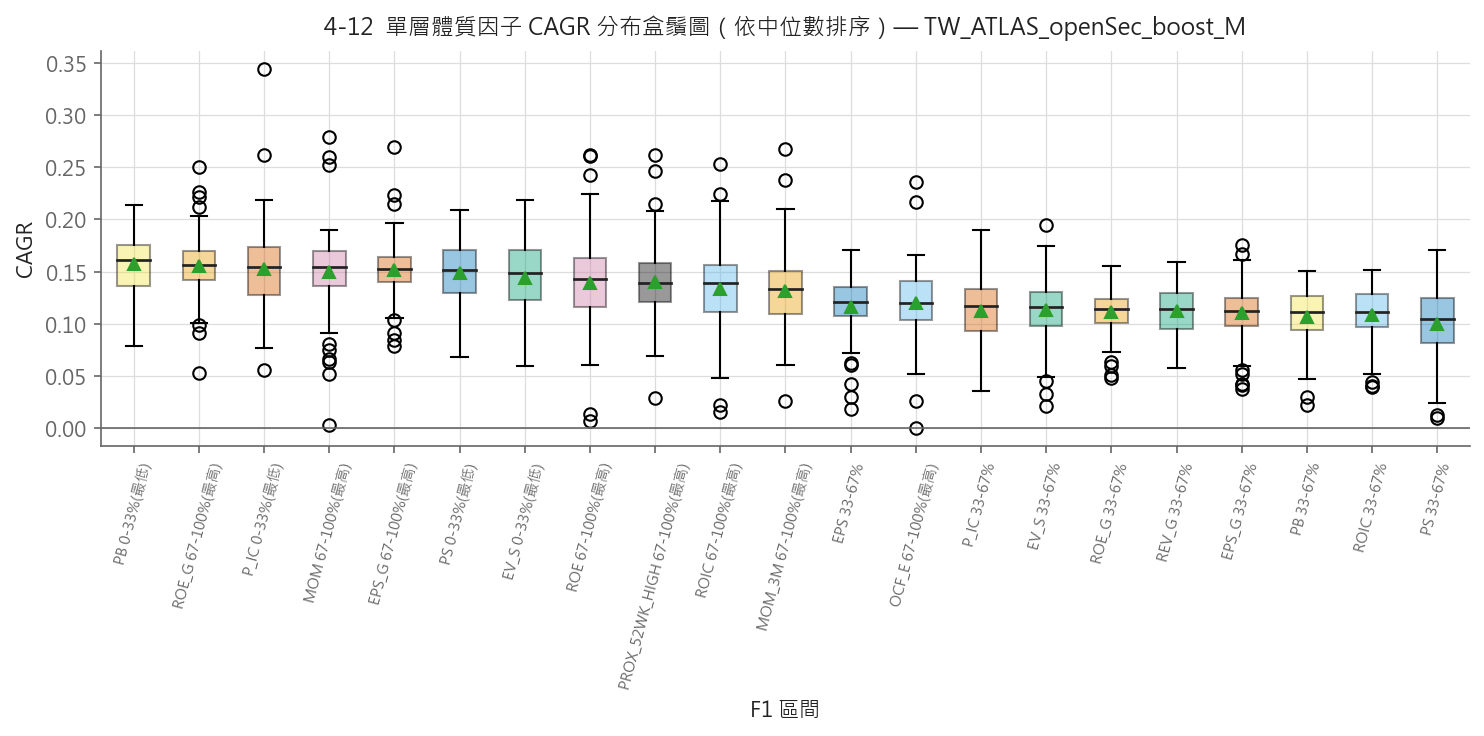 4-12 單層體質因子 CAGR 分布盒鬚圖（依中位數排序）— TW_ATLAS_openSec_boost_M
CAGR
0.35
0.30
0.25
0.20
0.15
0.10
0.05
0.00
PB 0-33%(最低)
ROE_G 67-100%(最高)
P_IC 0-33%(最低)
MOM 67-100%(最高)
EPS_G 67-100%(最高)
PS 0-33%(最低)
EV_S 0-33%(最低)
ROE 67-100%(最高)
PROX_52WK_HIGH 67-100%(最高)
ROIC 67-100%(最高)
MOM_3M 67-100%(最高)
EPS 33-67%
OCF_E 67-100%(最高)
P_IC 33-67%
EV_S 33-67%
ROE_G 33-67%
REV_G 33-67%
EPS_G 33-67%
PB 33-67%
ROIC 33-67%
PS 33-67%
F1 區間